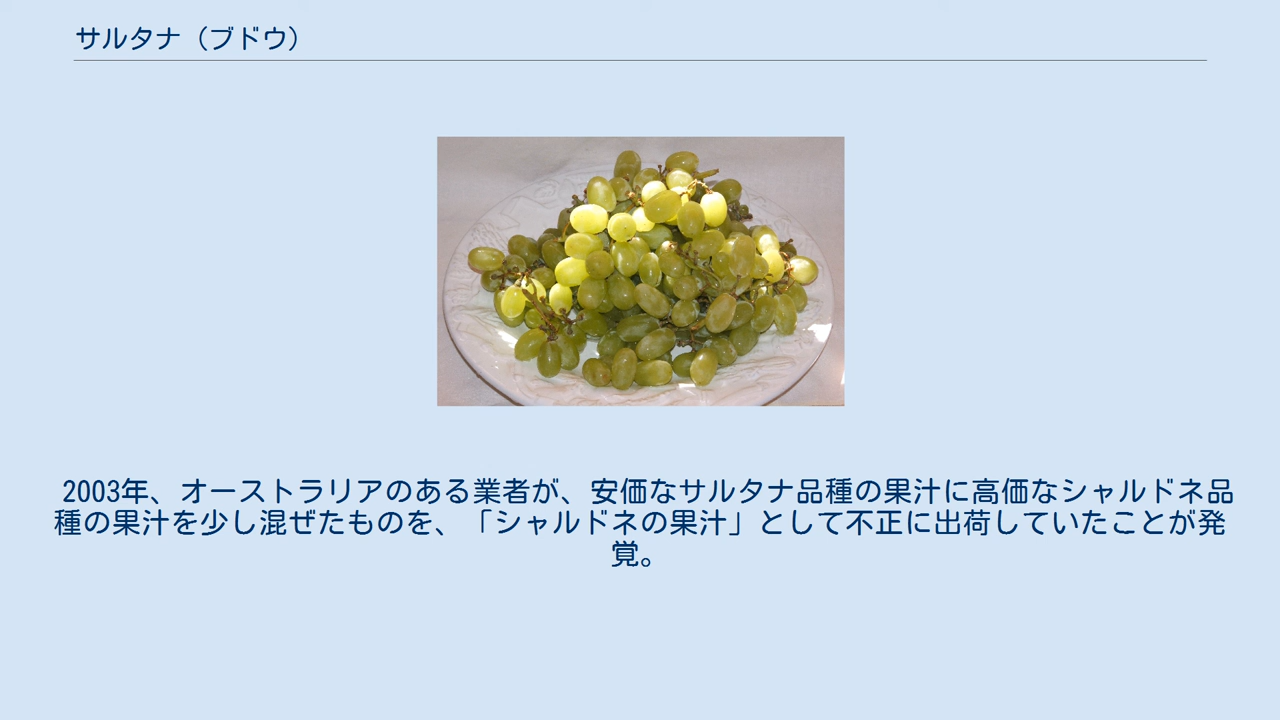 サルタナ（ブドウ）
2003年、オーストラリアのある業者が、安価なサルタナ品種の果汁に高価なシャルドネ品
種の果汁を少し混ぜたものを、「シャルドネの果汁」として不正に出荷していたことが発
覚。